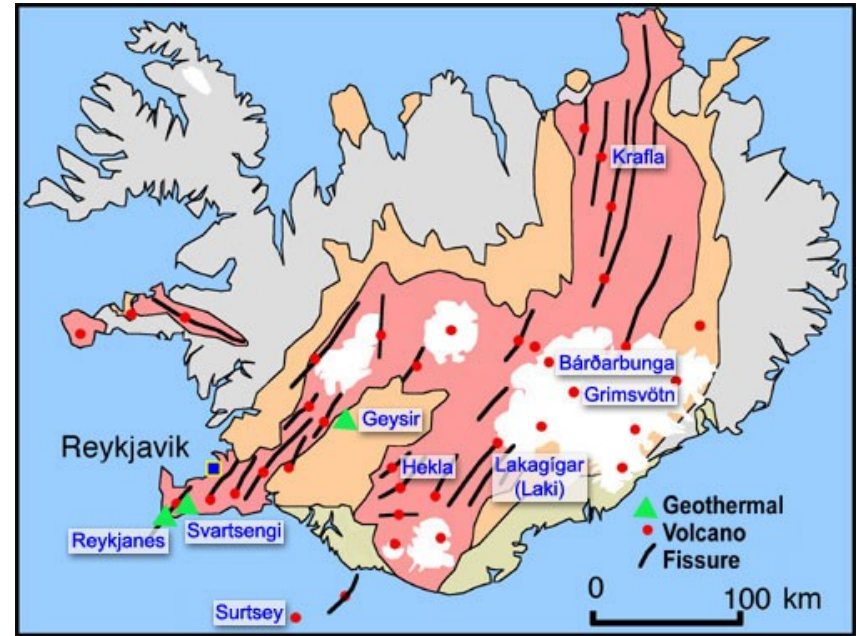 Krafla
Bárðarbunga
Grimsvötn
Geysir
Reykjavik
Hekla
Lakagígar
(Laki)
Svartsengi
Reykjanes
Surtsey
Geothermal
Volcano
Fissure
0
100 km